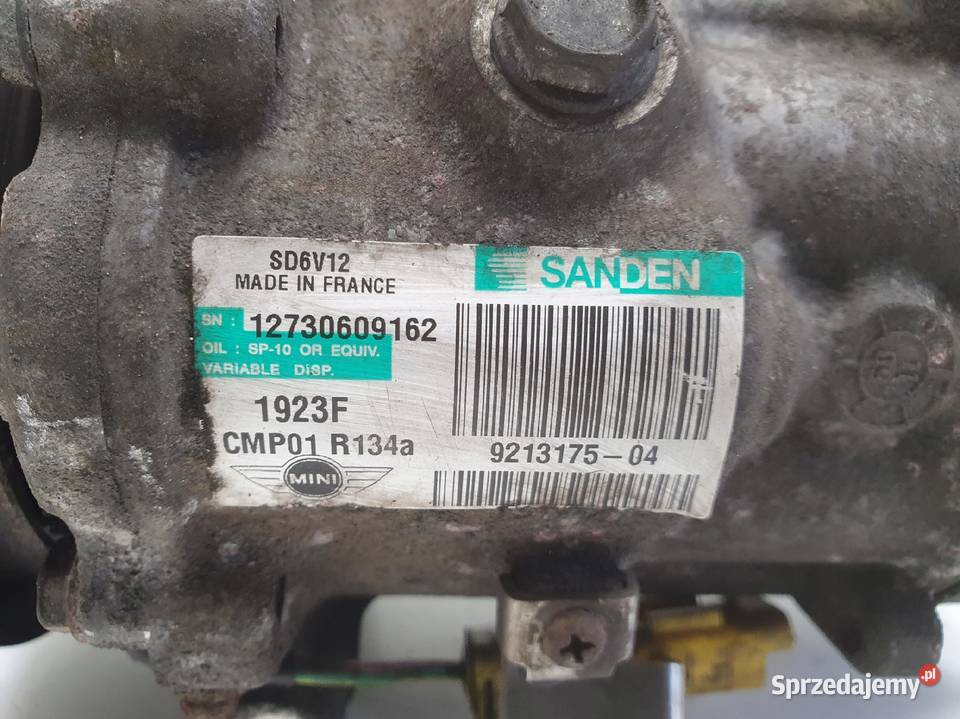 SD6V12
MADE IN FRANCE
SANDEN
SN : 12730609162
OIL : SP-10 OR EQUIV.
VARIABLE DISP.
1923F
CMP01 R134a
9213175-04
MINI
Sprzedajemy.pl